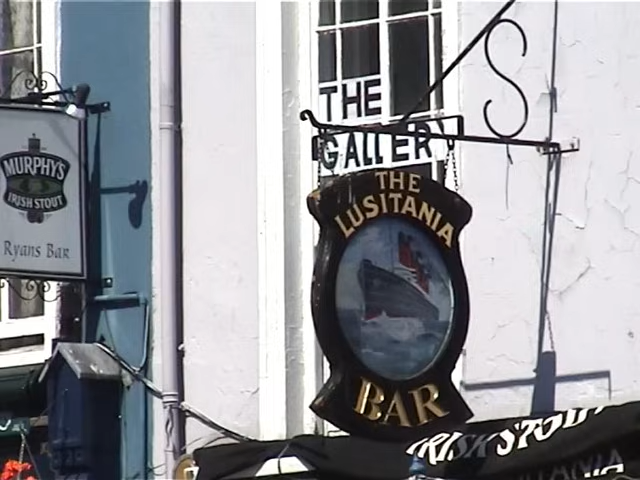 MURPHY'S
IRISH STOUT
Ryans Bar
THE
GALLERY
THE
LUSITANIA
BAR
IRISH STOUT